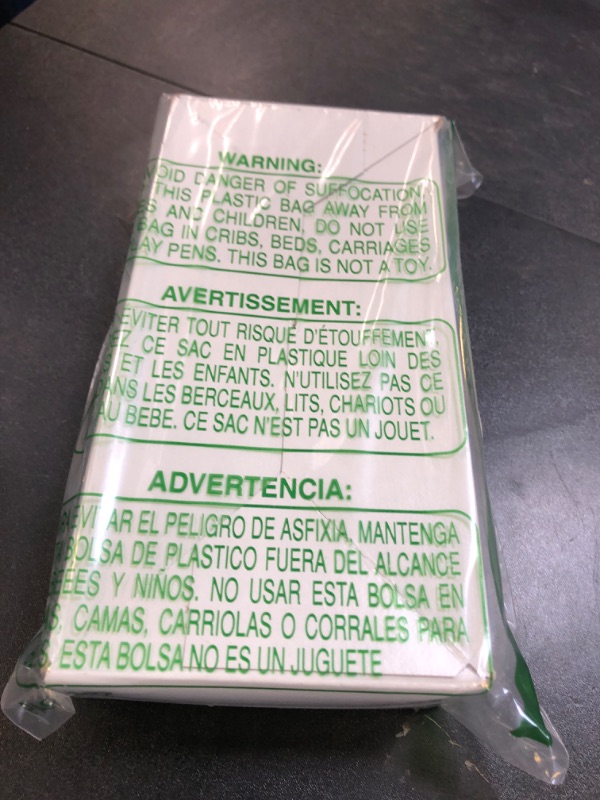 WARNING:
OID DANGER OF SUFFOCATION,
THIS PLASTIC BAG AWAY FROM
S AND CHILDREN, DO NOT USE
BAG IN CRIBS, BEDS, CARRIAGES
AY PENS. THIS BAG IS NOT A TOY.
AVERTISSEMENT:
EVITER TOUT RISQUE D'ÉTOUFFEMENT,
EZ CE SAC EN PLASTIQUE LOIN DES
S ET LES ENFANTS. N'UTILISEZ PAS CE
ANS LES BERCEAUX, LITS, CHARIOTS OU
AU BEBE. CE SAC N'EST PAS UN JOUET.
ADVERTENCIA:
EVITAR EL PELIGRO DE ASFIXIA, MANTENGA
BOLSA DE PLASTICO FUERA DEL ALCANCE
BEES Y NIÑOS. NO USAR ESTA BOLSA EN
S, CAMAS, CARRIOLAS O CORRALES PARA
S. ESTA BOLSA NO ES UN JUGUETE